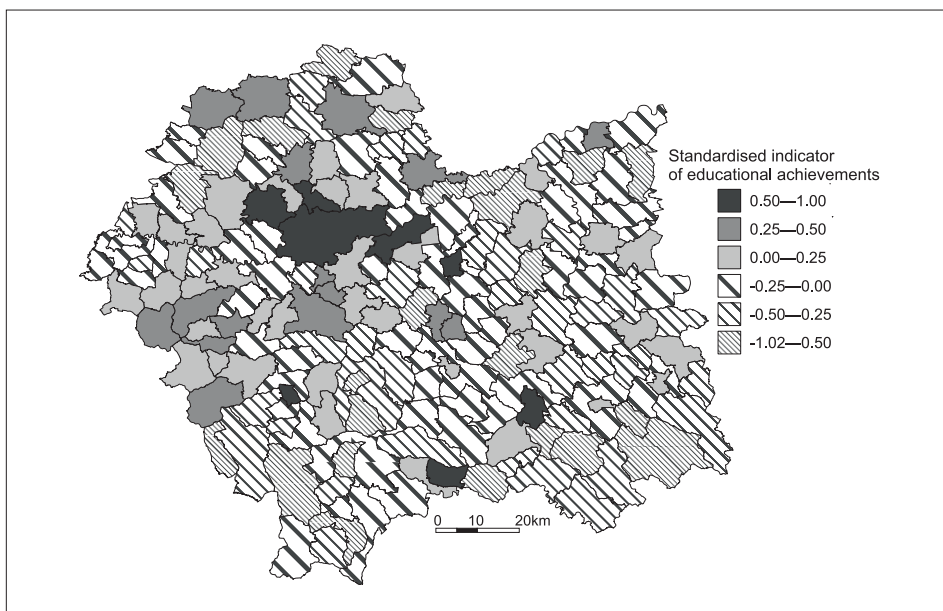 Standardised indicator
of educational achievements
0.50—1.00
0.25—0.50
0.00—0.25
-0.25—0.00
-0.50—0.25
-1.02—0.50
0 10 20km